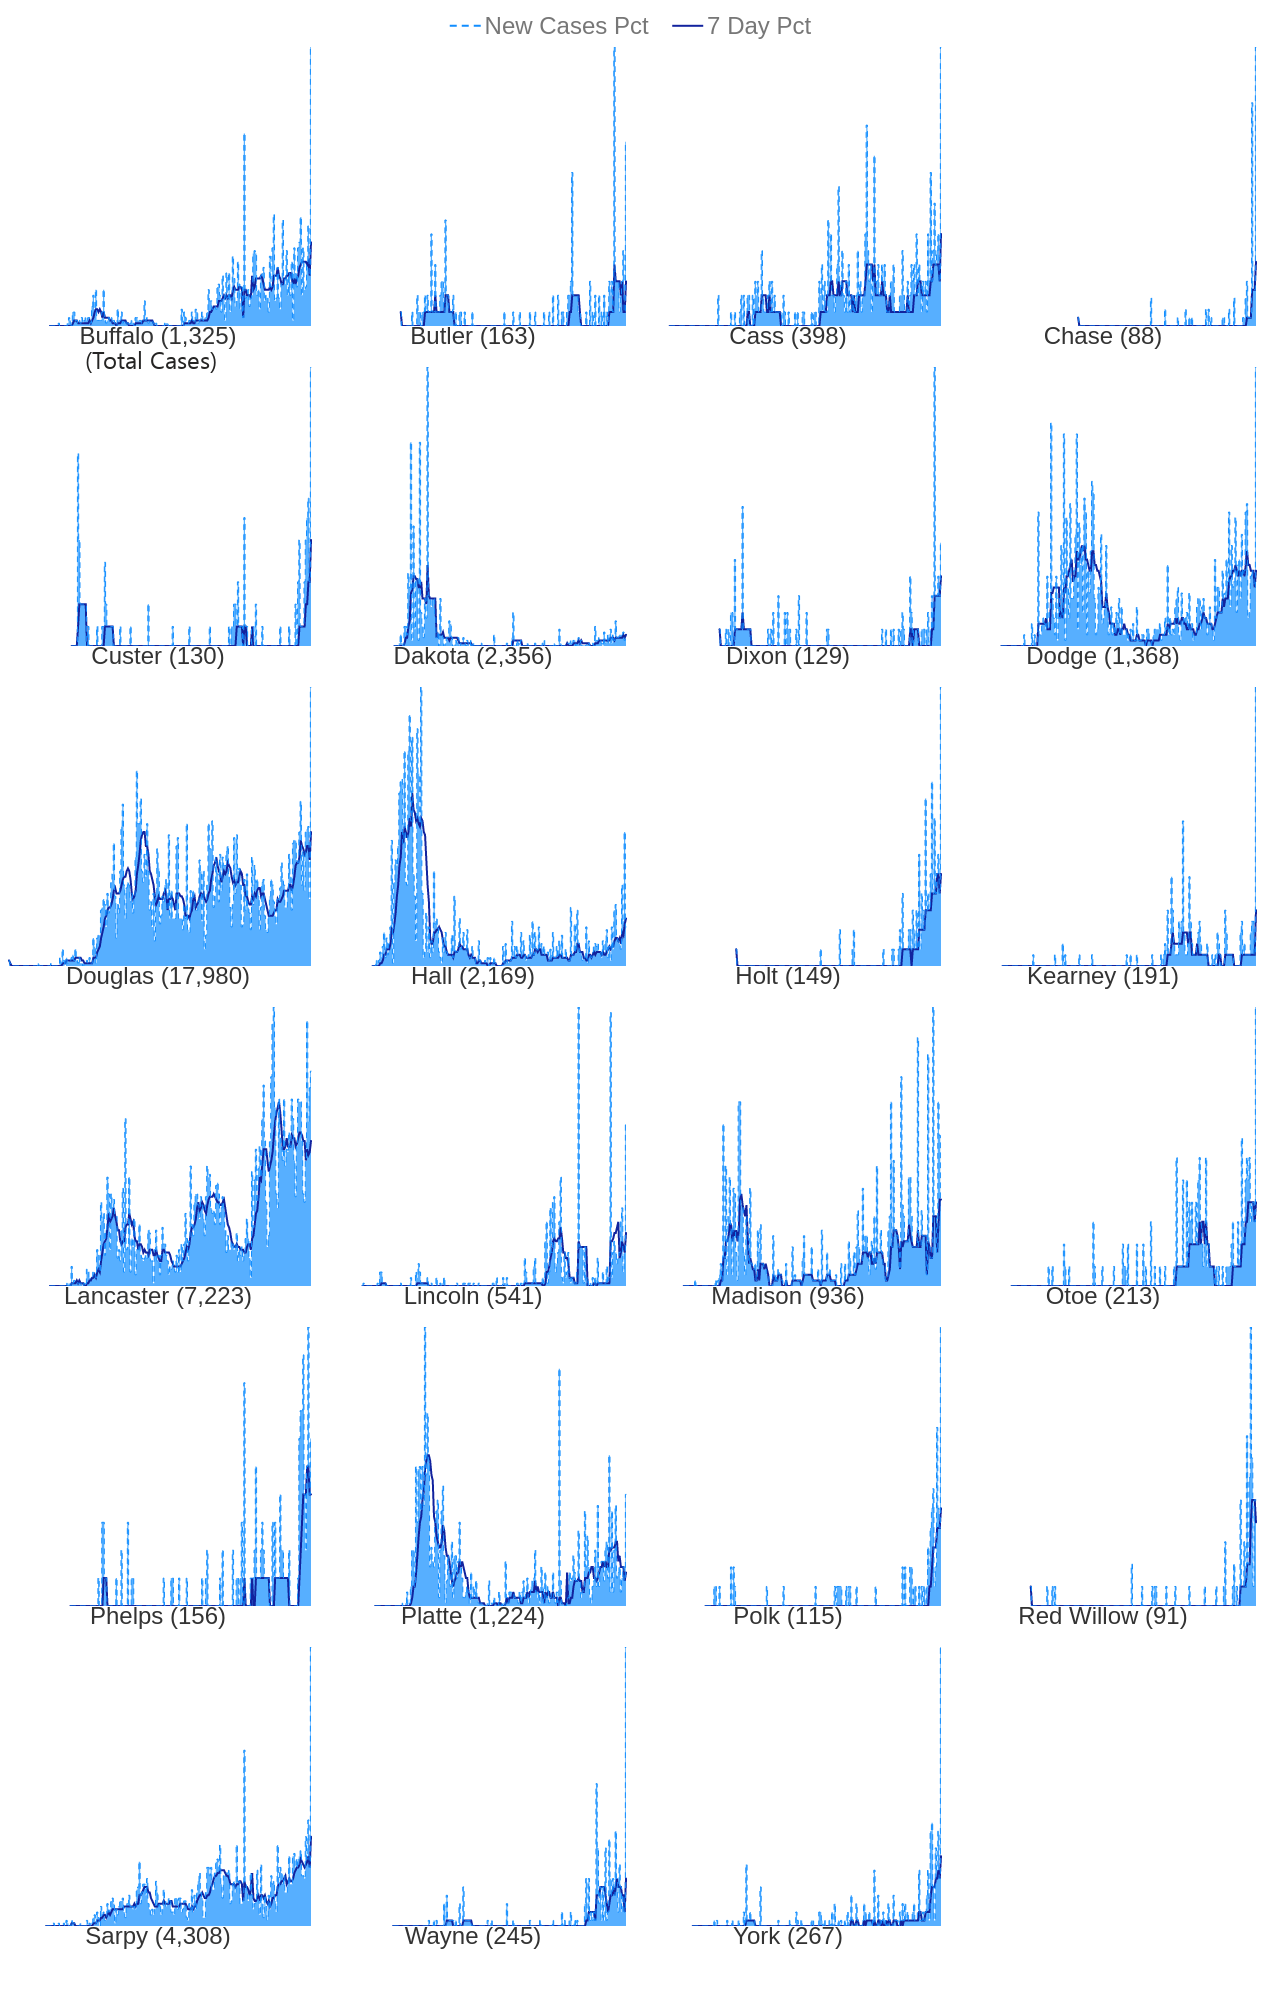 New Cases Pct 7 Day Pct
Buffalo (1,325) Butler (163) Cass (398) Chase (88)
(Total Cases)
Custer (130) Dakota (2,356) Dixon (129) Dodge (1,368)
Douglas (17,980) Hall (2,169) Holt (149) Kearney (191)
Lancaster (7,223) Lincoln (541) Madison (936) Otoe (213)
Phelps (156) Platte (1,224) Polk (115) Red Willow (91)
Sarpy (4,308) Wayne (245) York (267)